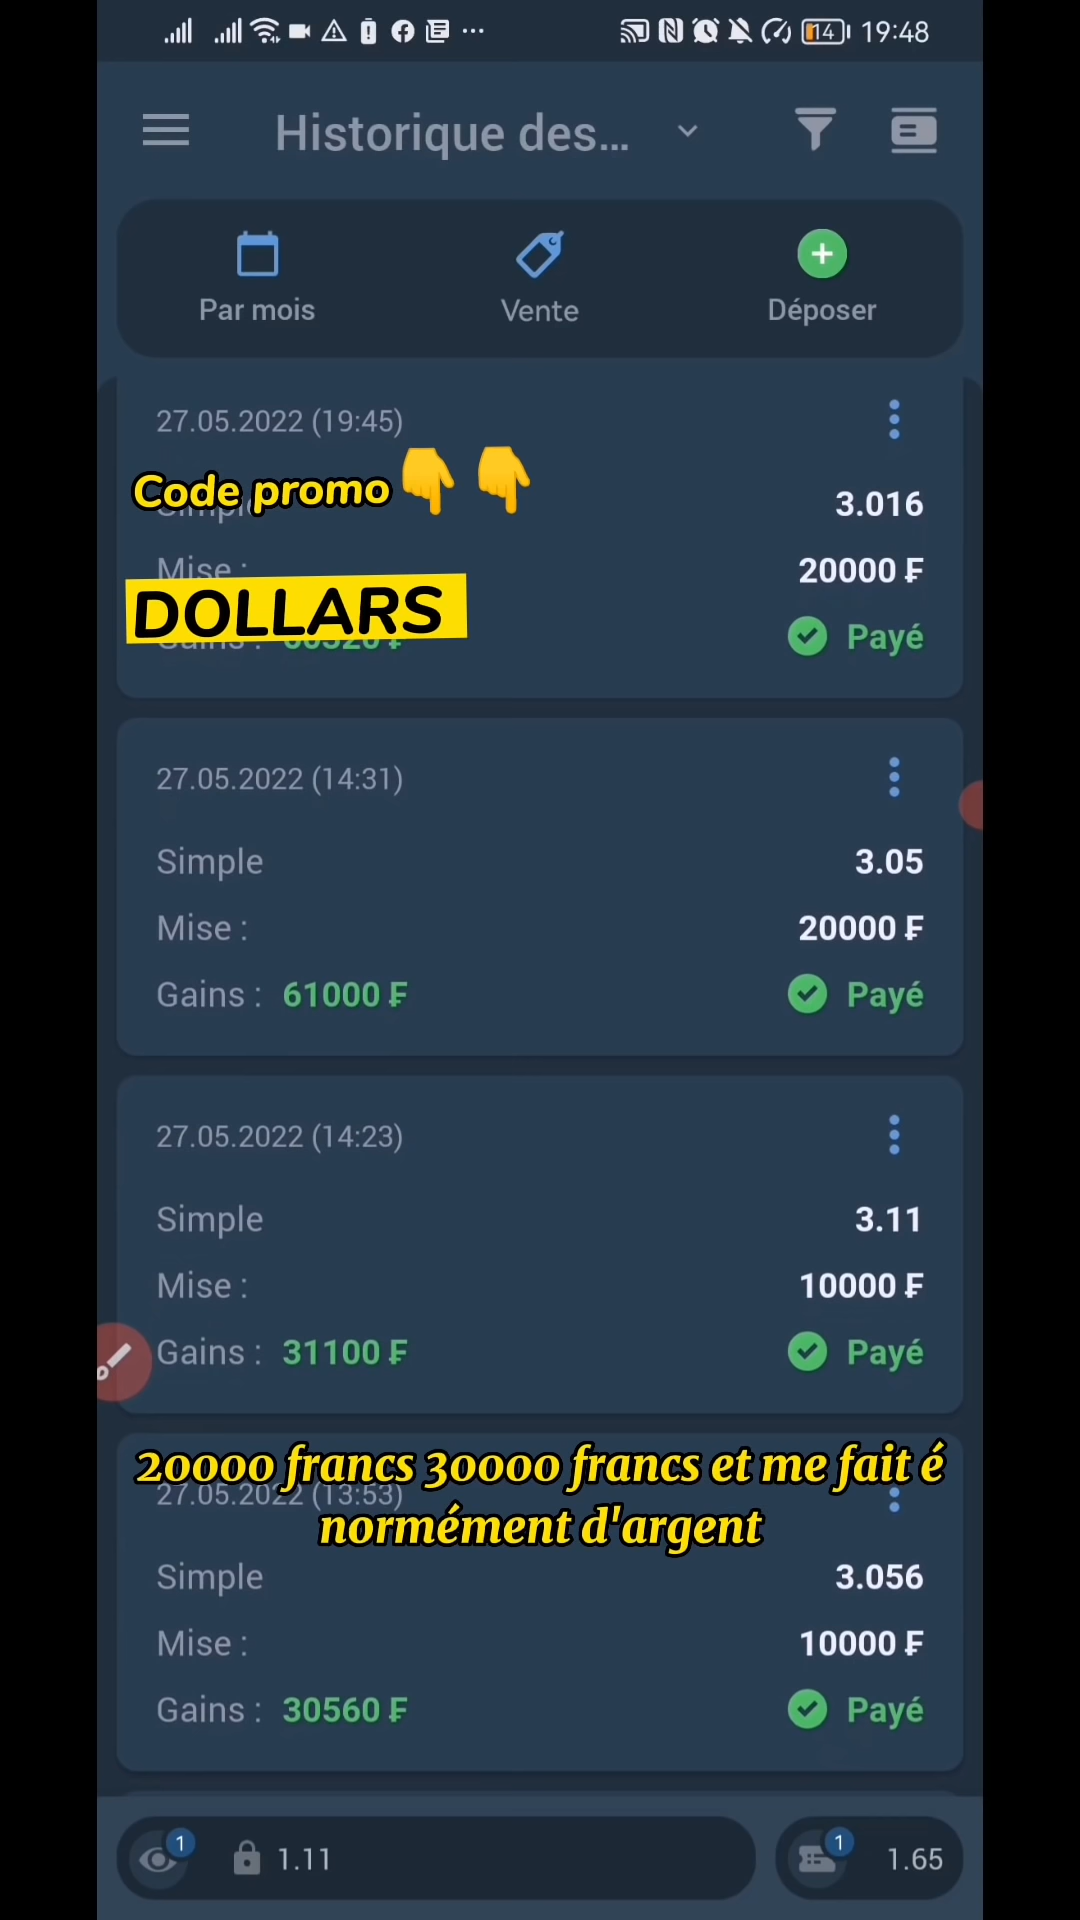 14 19:48
Historique des...
Par mois
Vente
Déposer
27.05.2022 (19:45)
Code promo
3.016
Mise :
20000 ₣
DOLLARS
Payé
27.05.2022 (14:31)
Simple
3.05
Mise :
20000 ₣
Gains : 61000 ₣
Payé
27.05.2022 (14:23)
Simple
3.11
Mise :
10000 ₣
Gains : 31100 ₣
Payé
20000 francs 30000 francs et me fait é
27.05.2022 (13:53)
normément d'argent
Simple
3.056
Mise :
10000 ₣
Gains : 30560 ₣
Payé
1
1.11
1
1.65